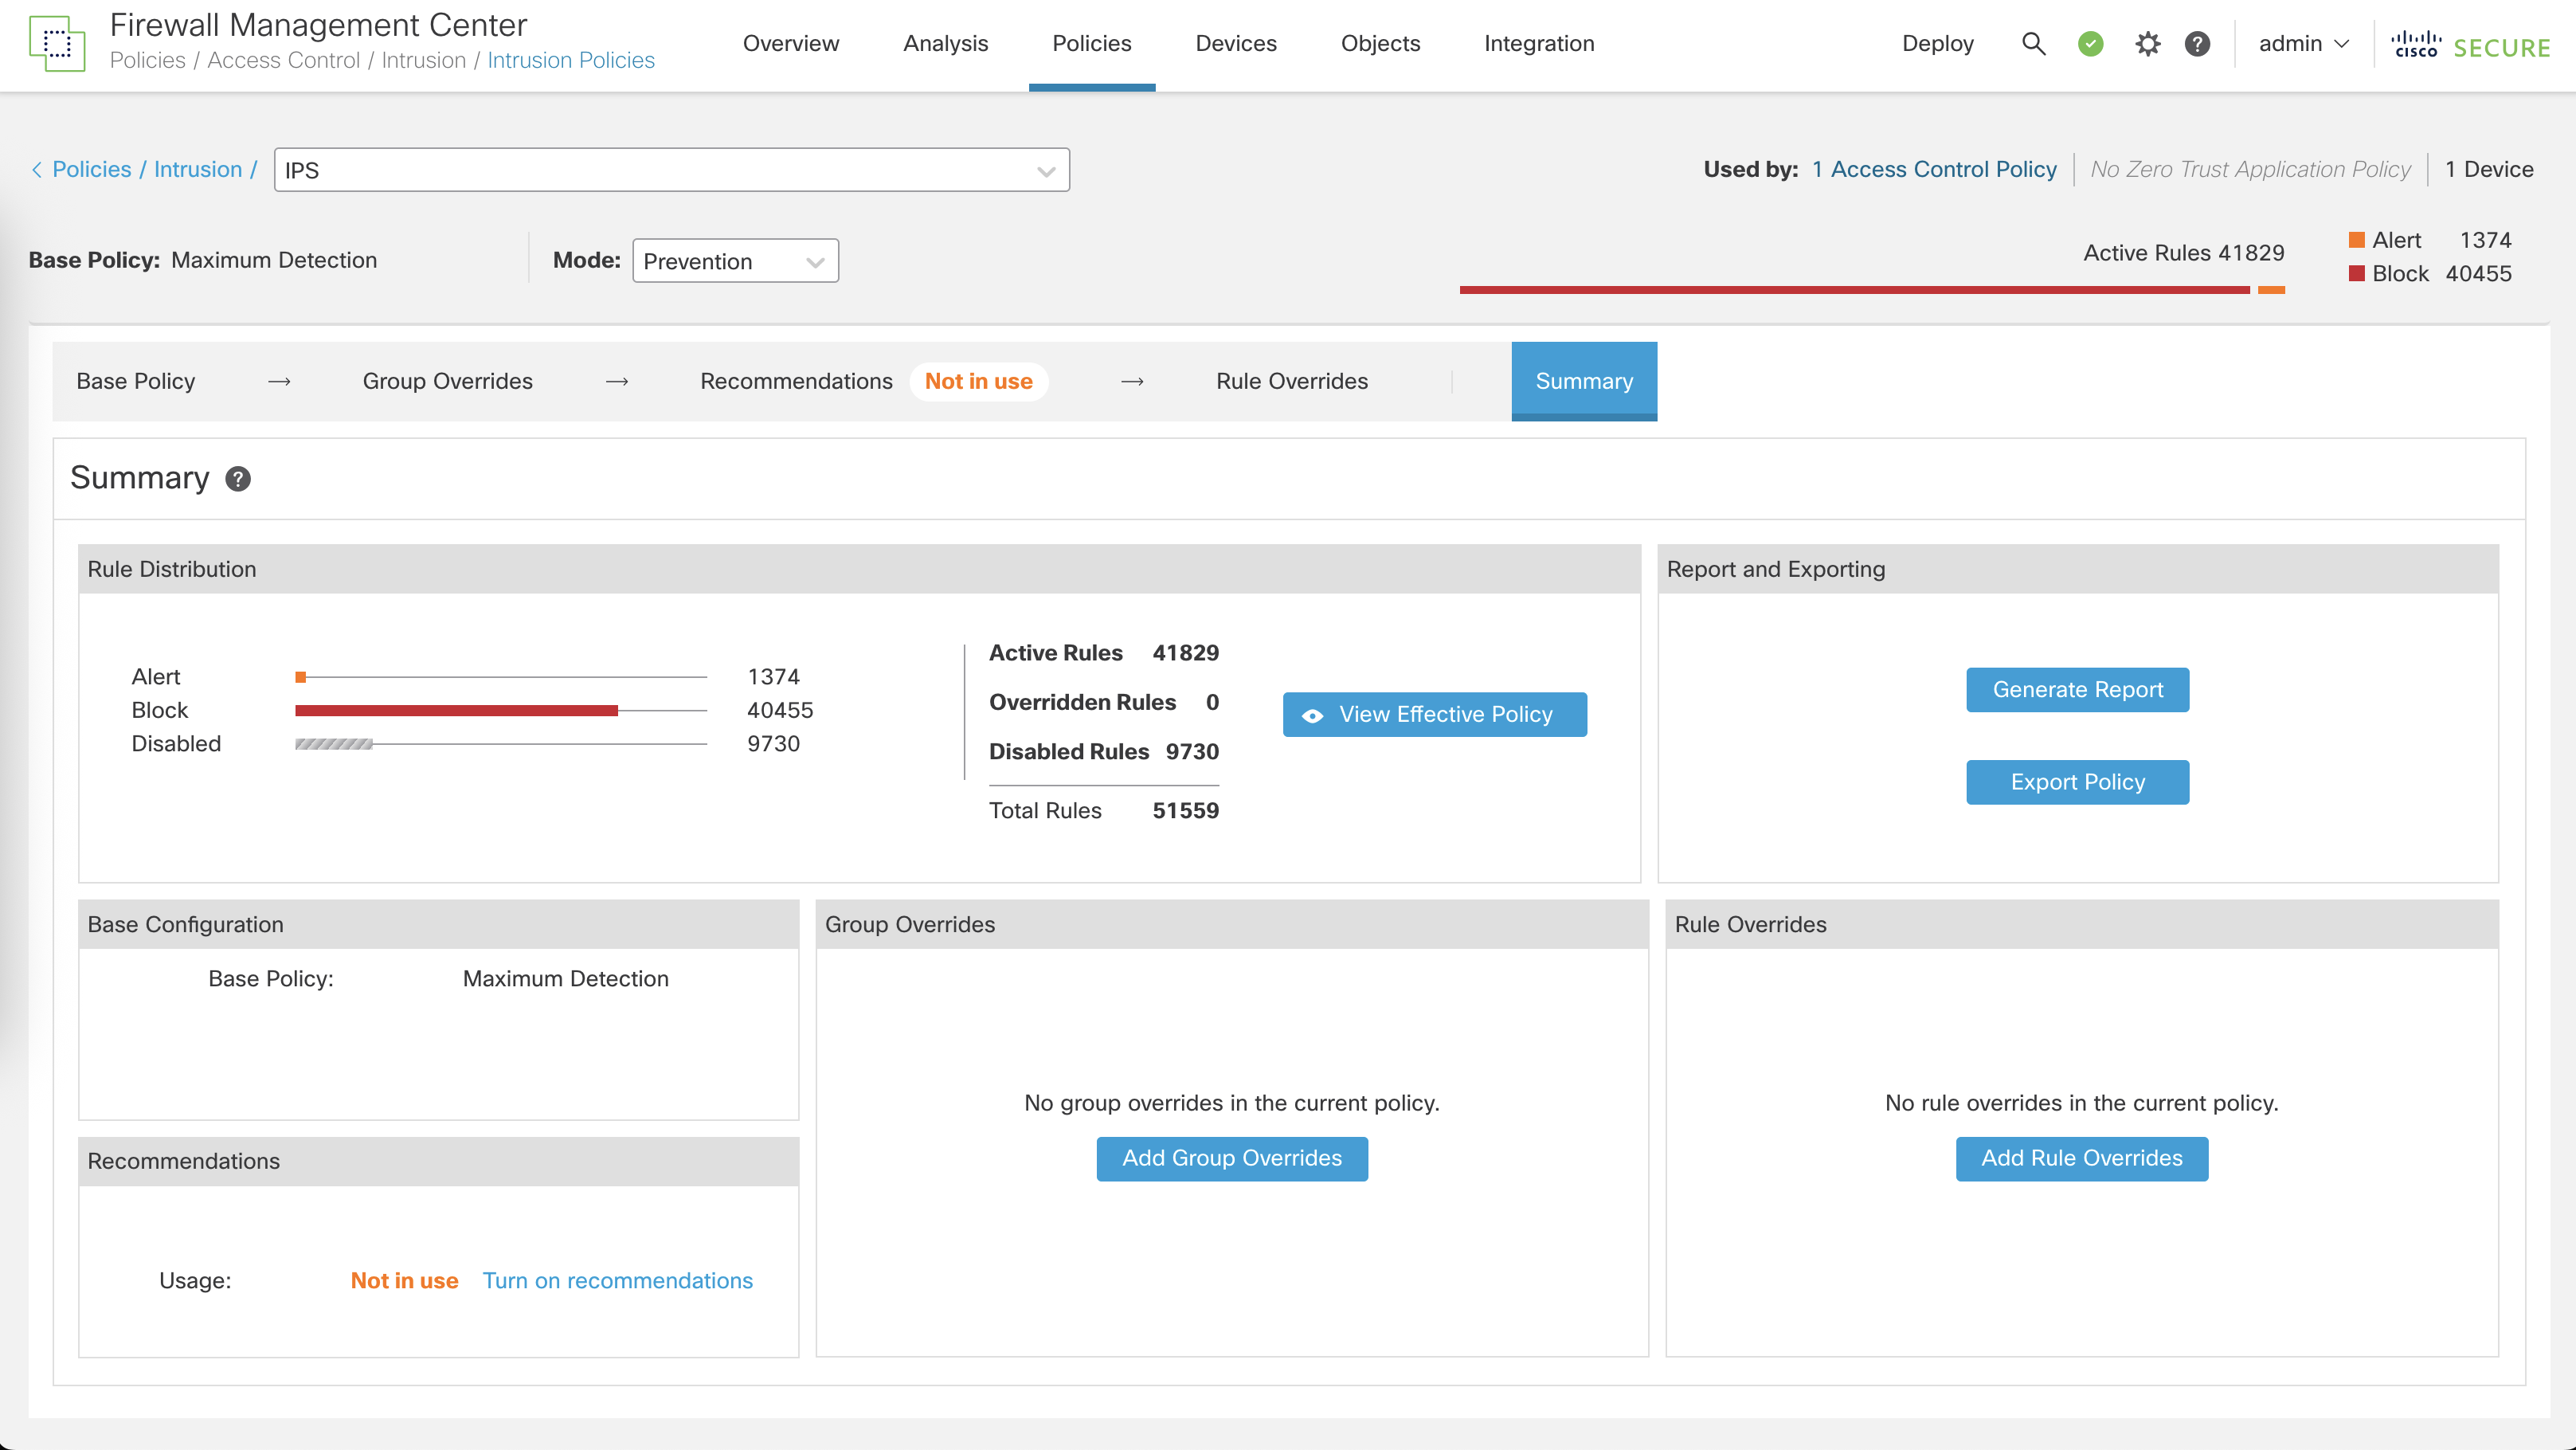 Firewall Management Center
Policies / Access Control / Intrusion / Intrusion Policies
Overview Analysis Policies Devices Objects Integration
Deploy admin CISCO SECURE
Policies / Intrusion / IPS
Used by: 1 Access Control Policy No Zero Trust Application Policy 1 Device
Base Policy: Maximum Detection Mode: Prevention
Active Rules 41829
Alert 1374
Block 40455
Base Policy → Group Overrides → Recommendations Not in use → Rule Overrides Summary
Summary ?
Rule Distribution
Alert 1374
Block 40455
Disabled 9730
Active Rules 41829
Overridden Rules 0
Disabled Rules 9730
Total Rules 51559
View Effective Policy
Report and Exporting
Generate Report
Export Policy
Base Configuration
Base Policy: Maximum Detection
Group Overrides
No group overrides in the current policy.
Add Group Overrides
Rule Overrides
No rule overrides in the current policy.
Add Rule Overrides
Recommendations
Usage: Not in use Turn on recommendations